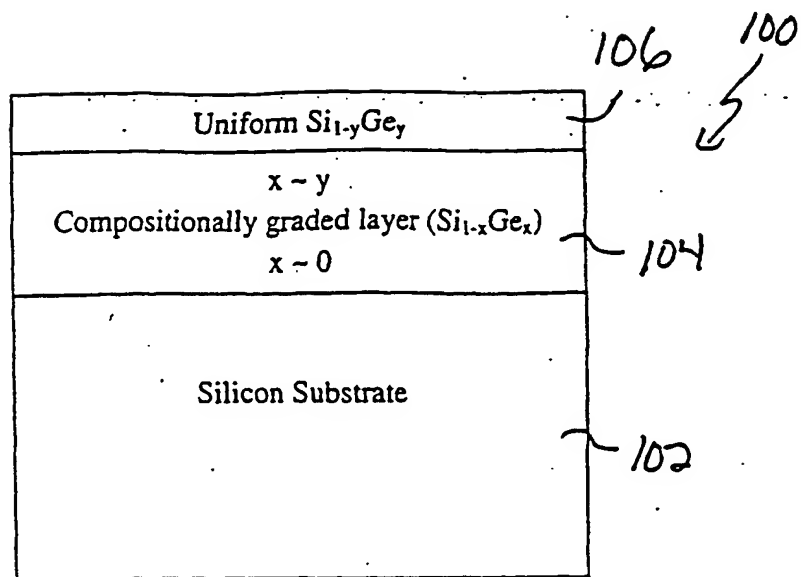 100
106
Uniform Si₁₋yGey
x ~ y
Compositionally graded layer (Si₁₋ₓGeₓ)
104
x ~ 0
Silicon Substrate
102